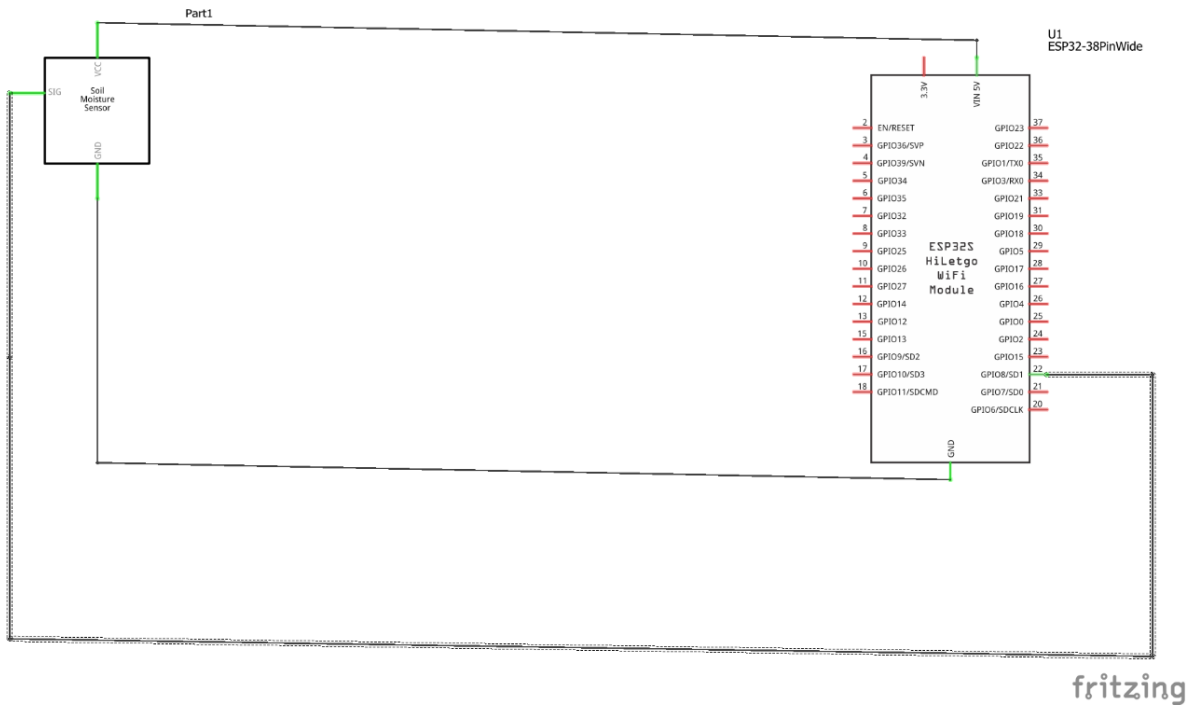 Part1
VCC
SIG
Soil
Moisture
Sensor
GND
U1
ESP32-38PinWide
3.3V
VIN 5V
2 EN/RESET
3 GPIO36/SVP
4 GPIO39/SVN
5 GPIO34
6 GPIO35
7 GPIO32
8 GPIO33
9 GPIO25
10 GPIO26
11 GPIO27
12 GPIO14
13 GPIO12
15 GPIO13
16 GPIO9/SD2
17 GPIO10/SD3
18 GPIO11/SDCMD
ESP32S
HiLetgo
WiFi
Module
GPIO23 37
GPIO22 36
GPIO1/TX0 35
GPIO3/RX0 34
GPIO21 33
GPIO19 31
GPIO18 30
GPIO5 29
GPIO17 28
GPIO16 27
GPIO4 26
GPIO0 25
GPIO2 24
GPIO15 23
GPIO8/SD1 22
GPIO7/SD0 21
GPIO6/SDCLK 20
GND
fritzing